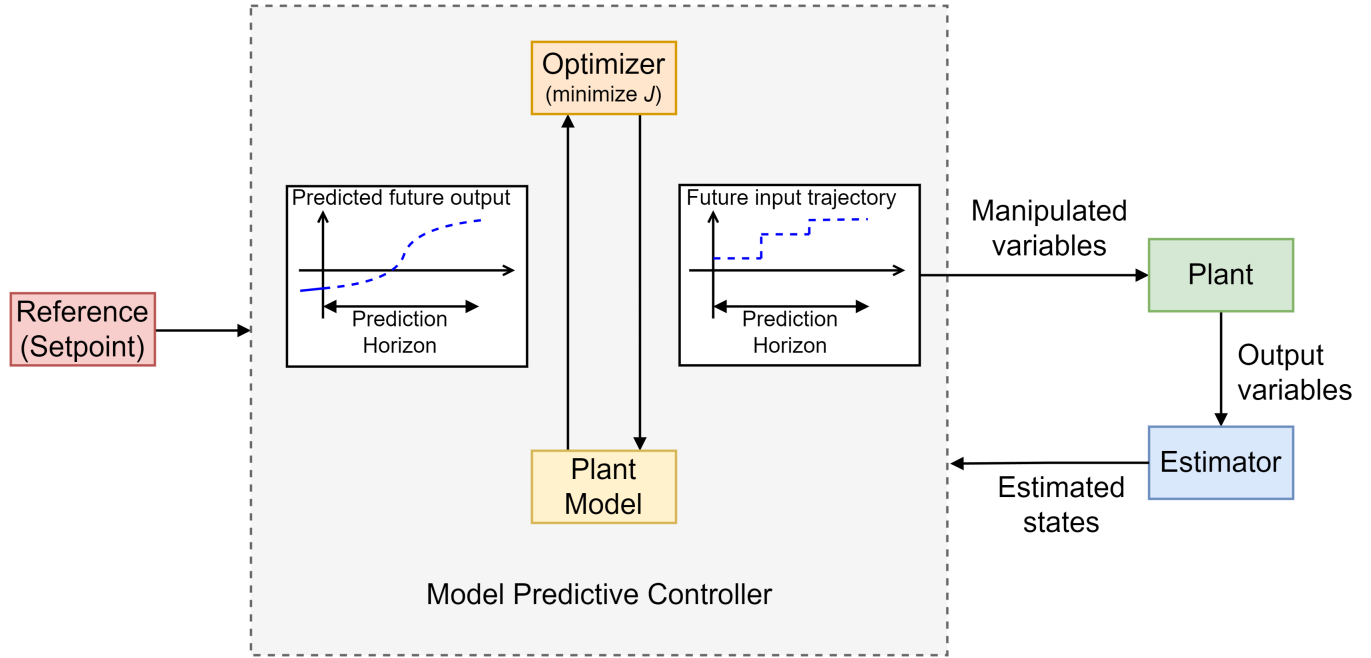 Optimizer
(minimize J)
Predicted future output
Prediction
Horizon
Future input trajectory
Prediction
Horizon
Manipulated
variables
Plant
Reference
(Setpoint)
Output
variables
Plant
Model
Estimator
Estimated
states
Model Predictive Controller